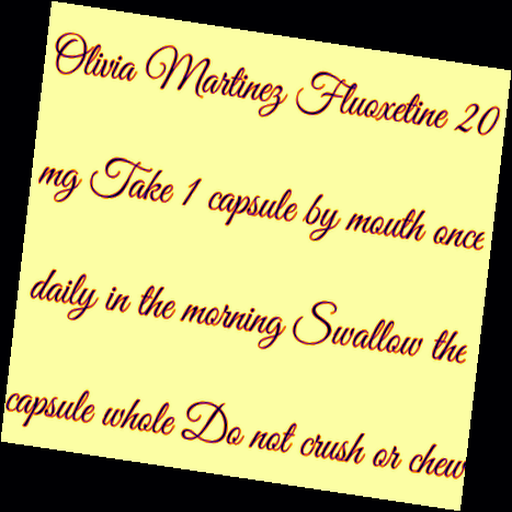 Olivia Martinez Fluoxetine 20
mg Take 1 capsule by mouth once
daily in the morning Swallow the
capsule whole Do not crush or chew